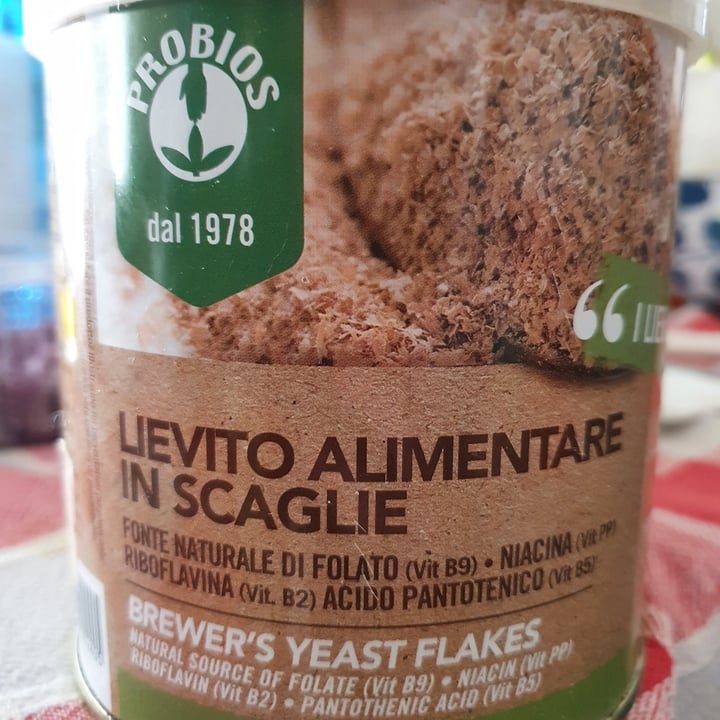 PROBIOS
dal 1978
LIEVITO ALIMENTARE
IN SCAGLIE
FONTE NATURALE DI FOLATO (Vit B9) • NIACINA (Vit PP)
RIBOFLAVINA (Vit. B2) ACIDO PANTOTENICO (Vit B5)
BREWER'S YEAST FLAKES
NATURAL SOURCE OF FOLATE (Vit B9) • NIACIN (Vit PP)
RIBOFLAVIN (Vit B2) • PANTOTHENIC ACID (Vit B5)